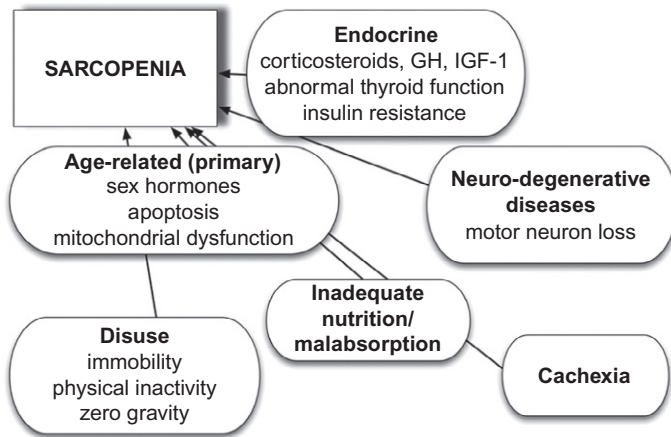 SARCOPENIA
Endocrine
corticosteroids, GH, IGF-1
abnormal thyroid function
insulin resistance
Age-related (primary)
sex hormones
apoptosis
mitochondrial dysfunction
Neuro-degenerative
diseases
motor neuron loss
Inadequate
nutrition/
malabsorption
Disuse
immobility
physical inactivity
zero gravity
Cachexia